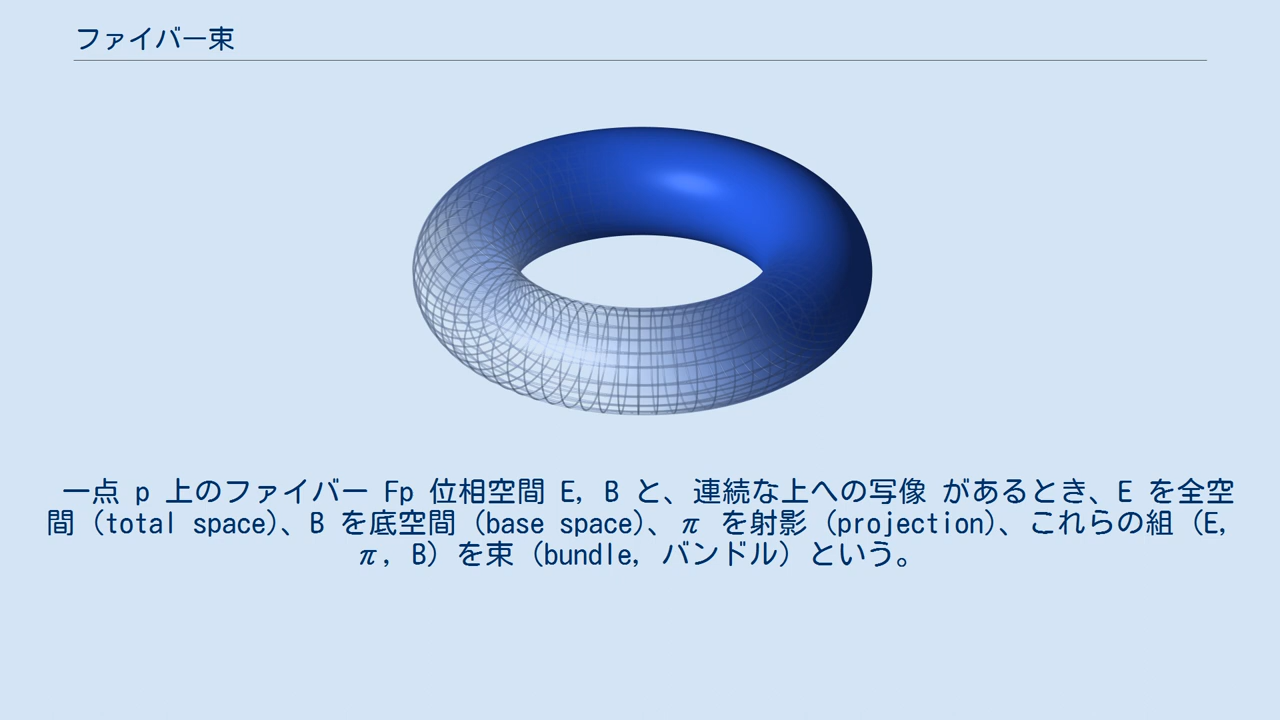 ファイバー束
一点 p 上のファイバー Fp 位相空間 E, B と、連続な上への写像 があるとき、E を全空
間（total space）、B を底空間（base space）、π を射影（projection）、これらの組（E,
π, B）を束（bundle, バンドル）という。